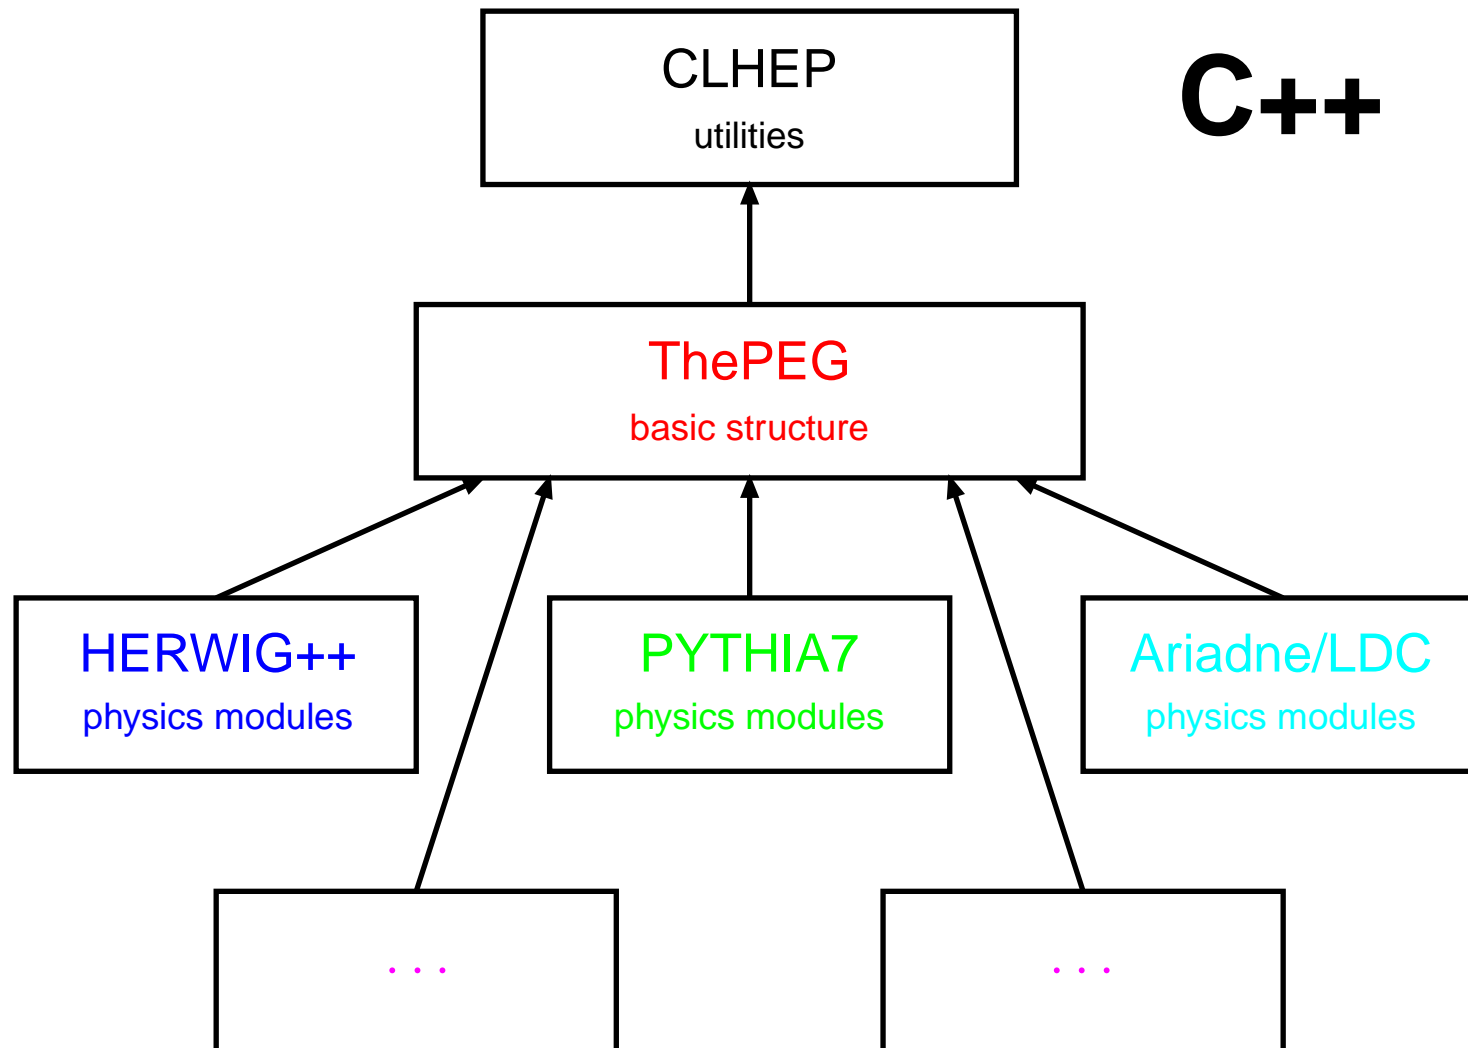 CLHEP
utilities
C++
ThePEG
basic structure
HERWIG++
physics modules
PYTHIA7
physics modules
Ariadne/LDC
physics modules
. . .
. . .